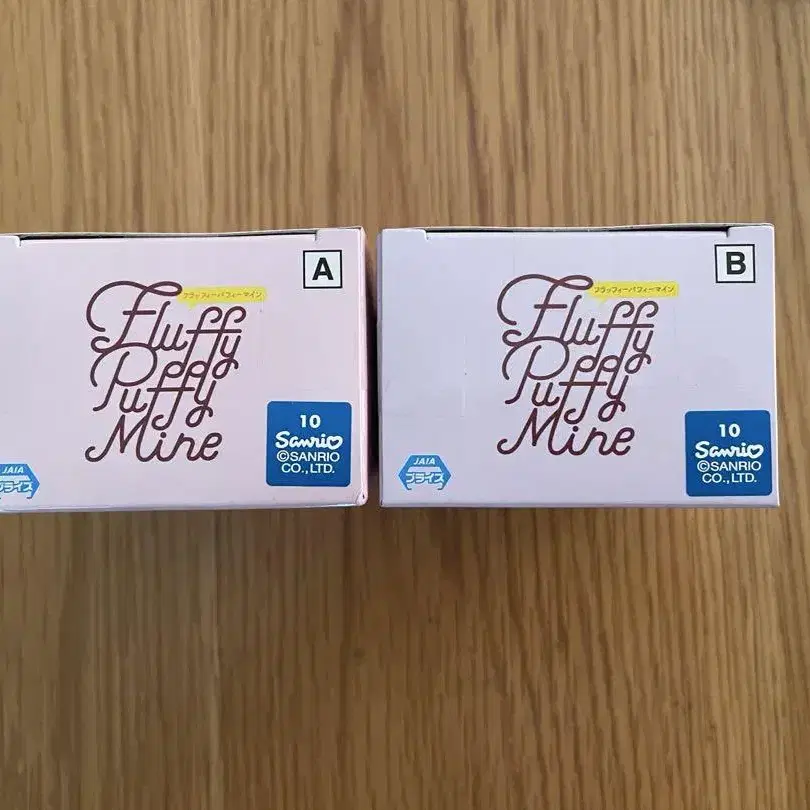 A
フラッフィーパフィーマイン
Fluffy
Puffy
Mine
10
Sanrio
©SANRIO
CO.,LTD.
JAIA
プライズ
B
フラッフィーパフィーマイン
Fluffy
Puffy
Mine
10
Sanrio
©SANRIO
CO.,LTD.
JAIA
プライズ